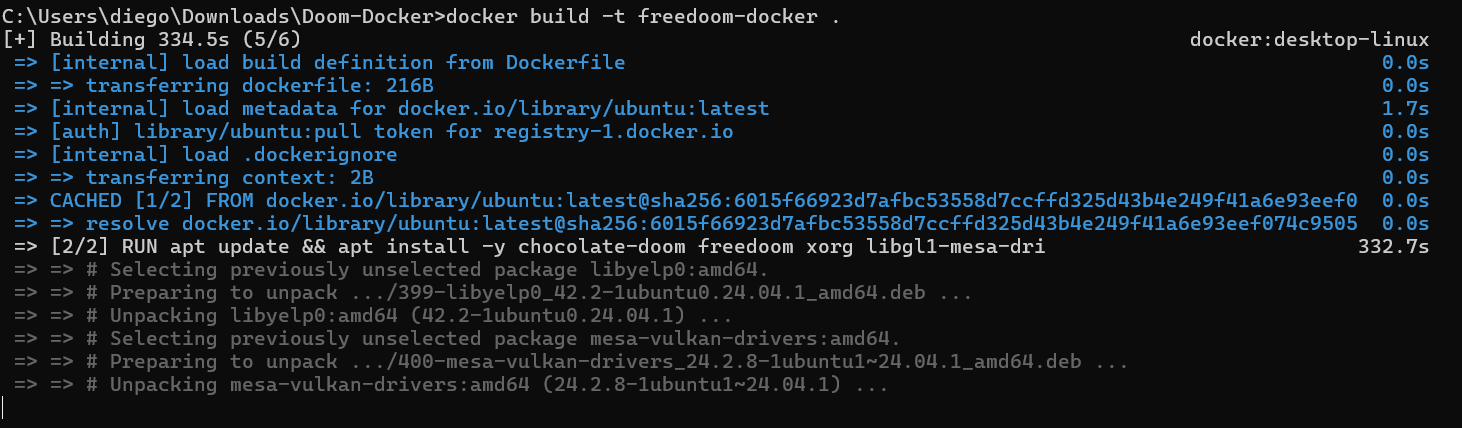 C:\Users\diego\Downloads\Doom-Docker>docker build -t freedoom-docker .
[+] Building 334.5s (5/6) docker:desktop-linux
=> [internal] load build definition from Dockerfile 0.0s
=> => transferring dockerfile: 216B 0.0s
=> [internal] load metadata for docker.io/library/ubuntu:latest 1.7s
=> [auth] library/ubuntu:pull token for registry-1.docker.io 0.0s
=> [internal] load .dockerignore 0.0s
=> => transferring context: 2B 0.0s
=> CACHED [1/2] FROM docker.io/library/ubuntu:latest@sha256:6015f66923d7afbc53558d7ccffd325d43b4e249f41a6e93eef0 0.0s
=> => resolve docker.io/library/ubuntu:latest@sha256:6015f66923d7afbc53558d7ccffd325d43b4e249f41a6e93eef074c9505 0.0s
=> [2/2] RUN apt update && apt install -y chocolate-doom freedoom xorg libgl1-mesa-dri 332.7s
=> => # Selecting previously unselected package libyelp0:amd64.
=> => # Preparing to unpack .../399-libyelp0_42.2-1ubuntu0.24.04.1_amd64.deb ...
=> => # Unpacking libyelp0:amd64 (42.2-1ubuntu0.24.04.1) ...
=> => # Selecting previously unselected package mesa-vulkan-drivers:amd64.
=> => # Preparing to unpack .../400-mesa-vulkan-drivers_24.2.8-1ubuntu1~24.04.1_amd64.deb ...
=> => # Unpacking mesa-vulkan-drivers:amd64 (24.2.8-1ubuntu1~24.04.1) ...